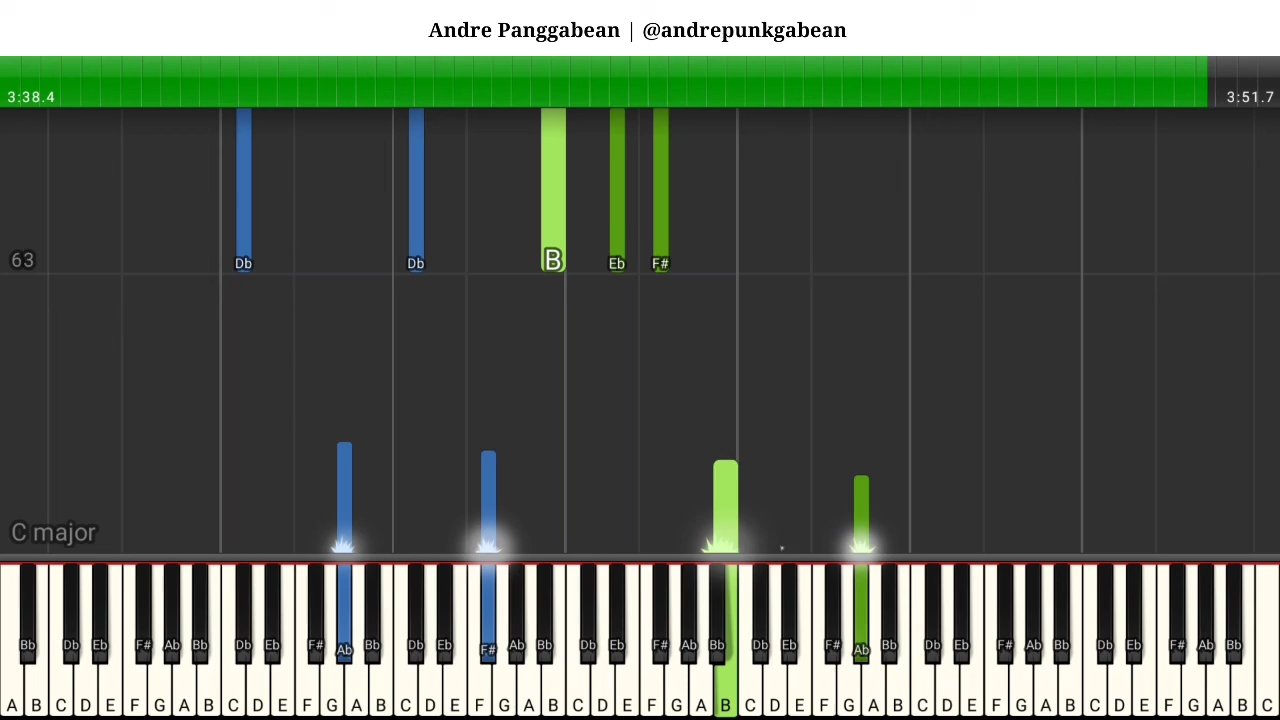 Andre Panggabean | @andrepunkgabean
3:38.4 3:51.7
63 Db Db B Eb F#
C major
Bb Db Eb F# Ab Bb Db Eb F# Ab Bb Db Eb F# Ab Bb Db Eb F# Ab Bb Db Eb F# Ab Bb Db Eb F# Ab Bb Db Eb F# Ab Bb
A B C D E F G A B C D E F G A B C D E F G A B C D E F G A B C D E F G A B C D E F G A B C D E F G A B C